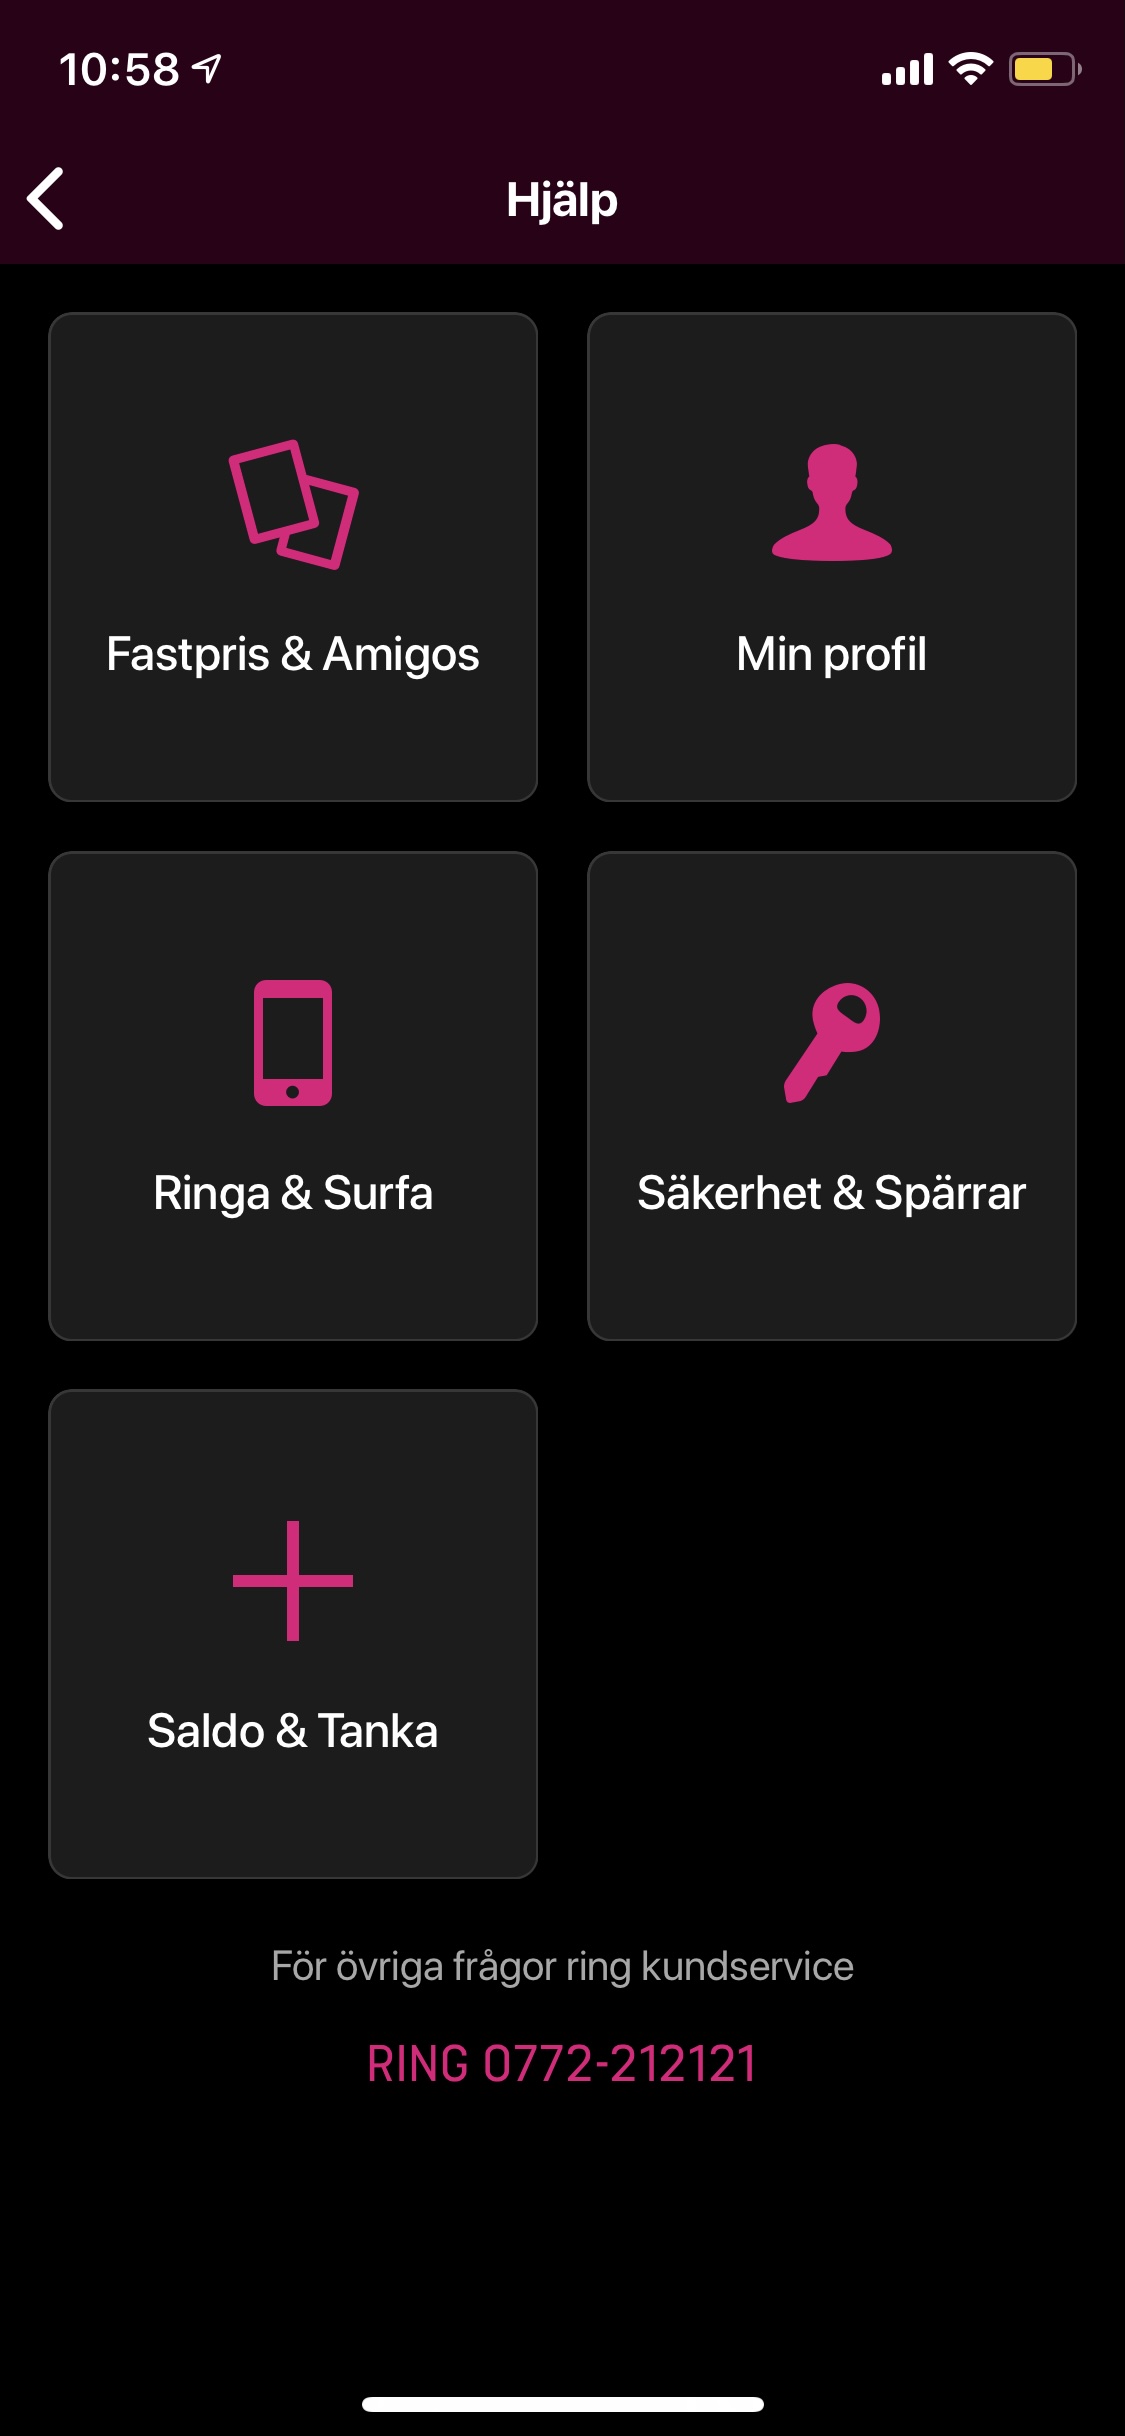 10:58
Hjälp
Fastpris & Amigos
Min profil
Ringa & Surfa
Säkerhet & Spärrar
Saldo & Tanka
För övriga frågor ring kundservice
RING 0772-212121